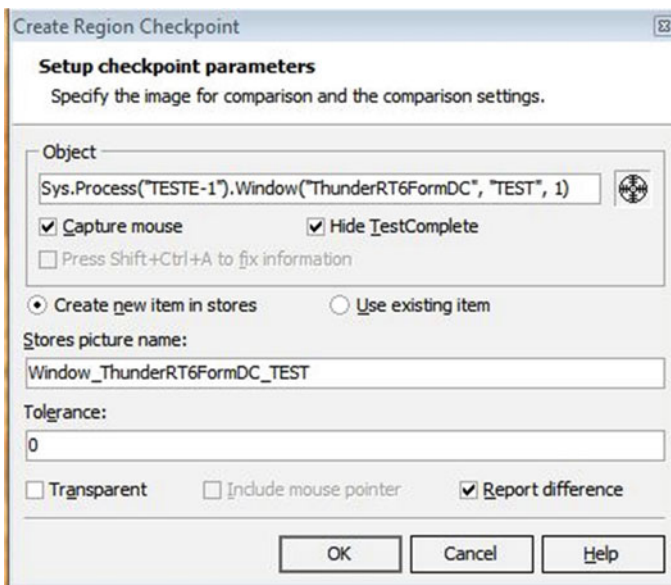 Create Region Checkpoint
Setup checkpoint parameters
Specify the image for comparison and the comparison settings.
Object
Sys.Process("TESTE-1").Window("ThunderRT6FormDC", "TEST", 1)
Capture mouse Hide TestComplete
Press Shift+Ctrl+A to fix information
Create new item in stores Use existing item
Stores picture name:
Window_ThunderRT6FormDC_TEST
Tolerance:
0
Transparent Include mouse pointer Report difference
OK Cancel Help